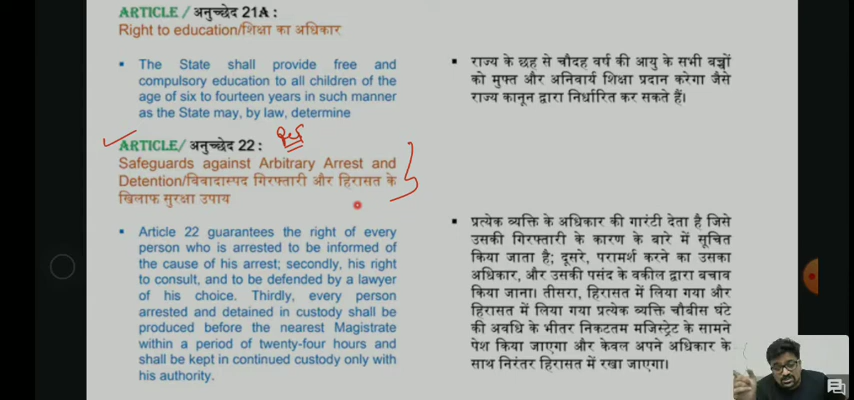 ARTICLE/ अनुच्छेद 21A :
Right to education/शिक्षा का अधिकार
The State shall provide free and
compulsory education to all children of the
age of six to fourteen years in such manner
as the State may, by law, determine
राज्य के छह से चौदह वर्ष की आयु के सभी बच्चों
को मुफ्त और अनिवार्य शिक्षा प्रदान करेगा जैसे
राज्य कानून द्वारा निर्धारित कर सकते हैं।
ARTICLE/ अनुच्छेद 22 :
Safeguards against Arbitrary Arrest and
Detention/विवादास्पद गिरफ्तारी और हिरासत के
खिलाफ सुरक्षा उपाय
Article 22 guarantees the right of every
person who is arrested to be informed of
the cause of his arrest; secondly, his right
to consult, and to be defended by a lawyer
of his choice. Thirdly, every person
arrested and detained in custody shall be
produced before the nearest Magistrate
within a period of twenty-four hours and
shall be kept in continued custody only with
his authority.
प्रत्येक व्यक्ति के अधिकार की गारंटी देता है जिसे
उसकी गिरफ्तारी के कारण के बारे में सूचित
किया जाता है; दूसरे, परामर्श करने का उसका
अधिकार, और उसकी पसंद के वकील द्वारा बचाव
किया जाना। तीसरा, हिरासत में लिया गया और
हिरासत में लिया गया प्रत्येक व्यक्ति चौबीस घंटे
की अवधि के भीतर निकटतम मजिस्ट्रेट के सामने
पेश किया जाएगा और केवल अपने अधिकार के
साथ निरंतर हिरासत में रखा जाएगा।